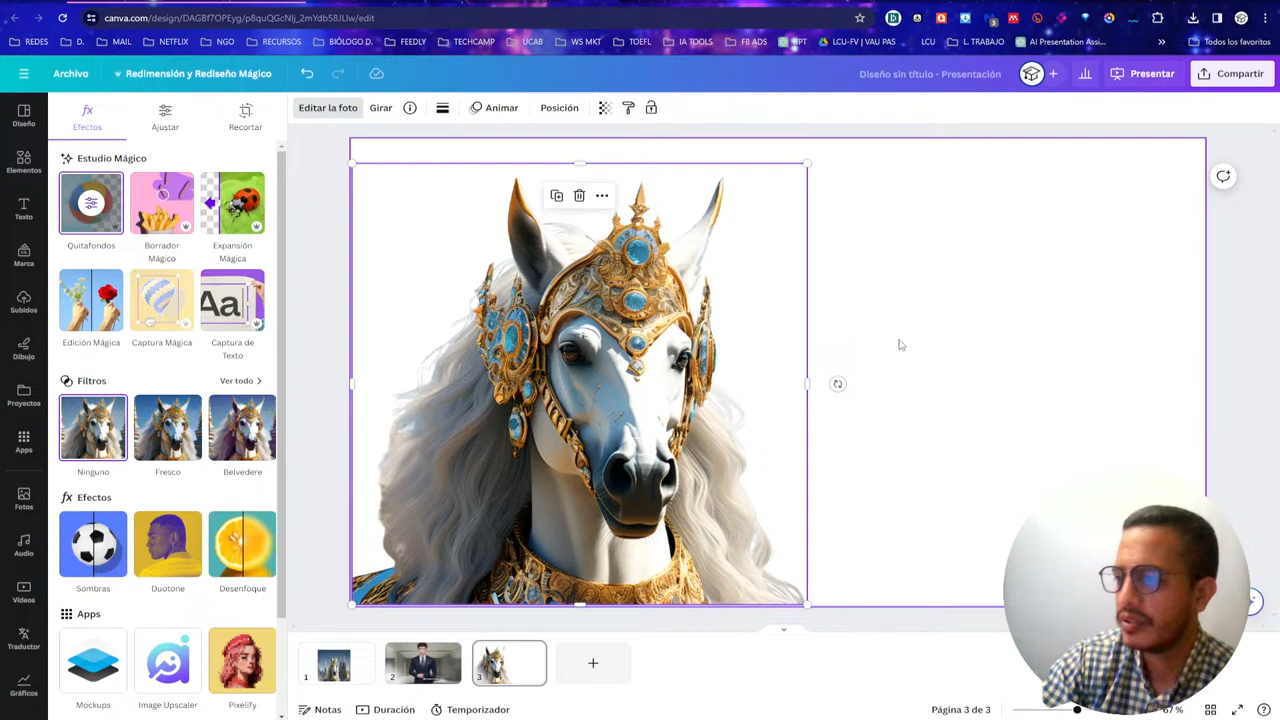 canva.com/design/DAGBf7OPEyg/p8quQGcNIj_2mYdb58JLIw/edit
REDES
D.
MAIL
NETFLIX
NGO
RECURSOS
BIÓLOGO D.
FEEDLY
TECHCAMP
UCAB
WS MKT
TOEFL
IA TOOLS
FB ADS
GPT
LCU-FV | VAU PAS
LCU
L. TRABAJO
AI Presentation Assi...
Todos los favoritos
Archivo
Redimensión y Rediseño Mágico
Diseño sin título - Presentación
Presentar
Compartir
Diseño
Elementos
Texto
Marca
Subidos
Dibujo
Proyectos
Apps
Fotos
Audio
Vídeos
Traductor
Gráficos
Efectos
Ajustar
Recortar
Editar la foto
Girar
Animar
Posición
Estudio Mágico
Quitafondos
Borrador Mágico
Expansión Mágica
Aa
Edición Mágica
Captura Mágica
Captura de Texto
Filtros
Ver todo
Ninguno
Fresco
Belvedere
Efectos
Sombras
Duotone
Desenfoque
Apps
Mockups
Image Upscaler
Pixelify
1
2
3
Notas
Duración
Temporizador
Página 3 de 3
67 %